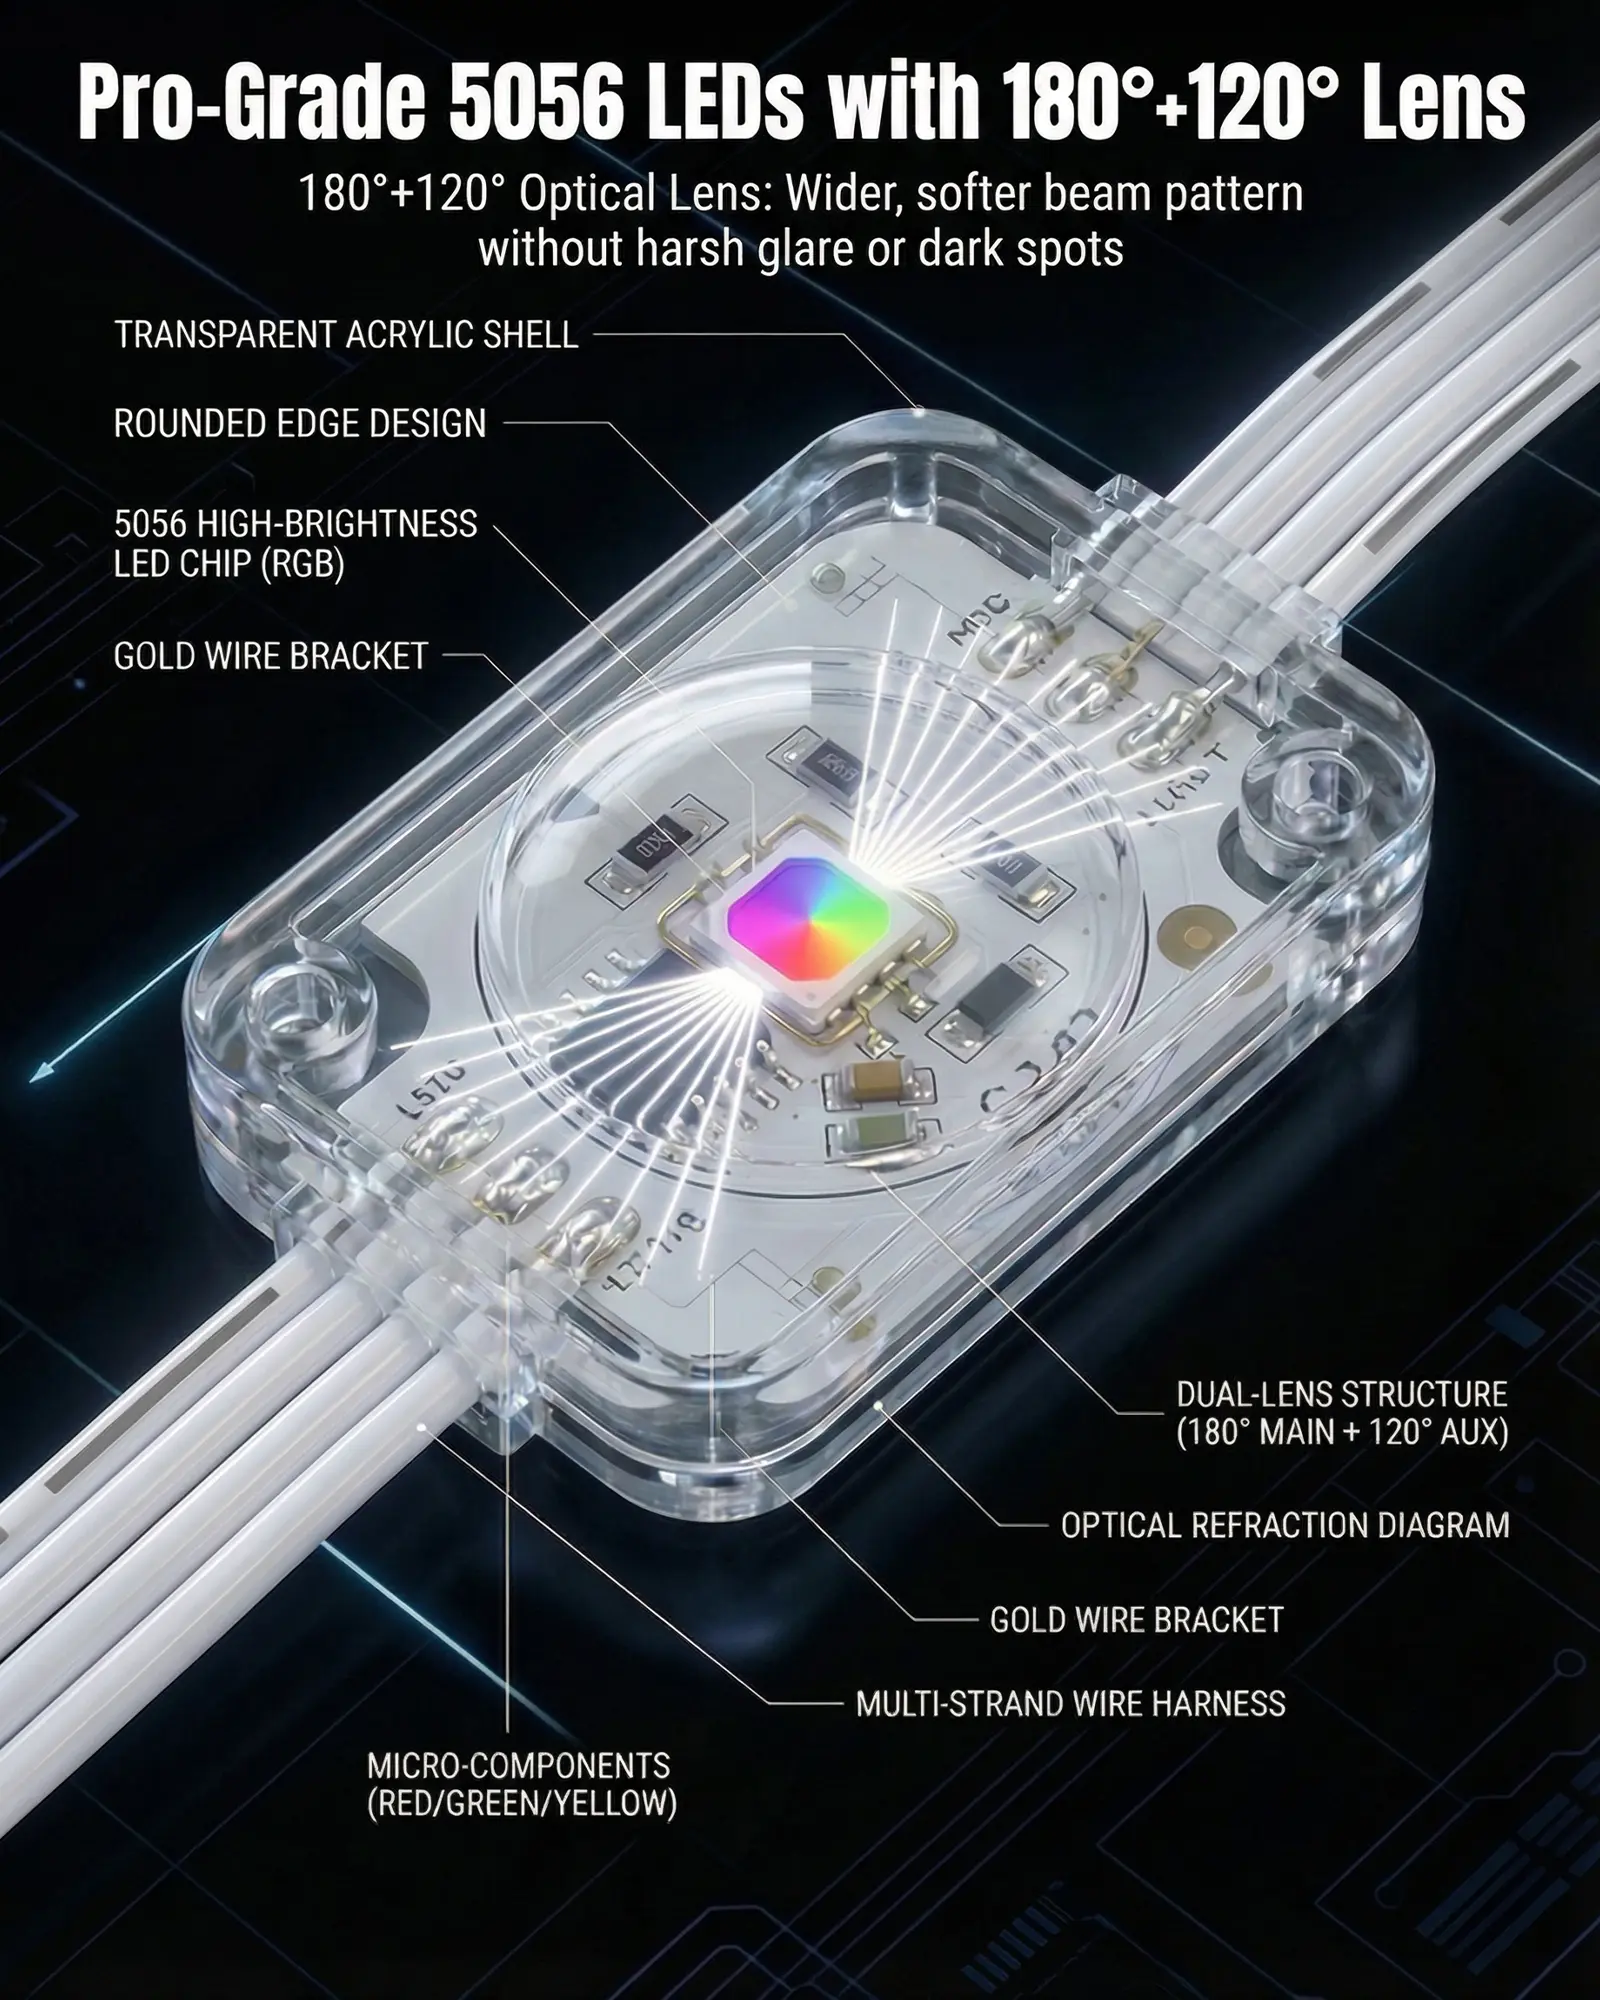 Pro-Grade 5056 LEDs with 180°+120° Lens
180°+120° Optical Lens: Wider, softer beam pattern
without harsh glare or dark spots
TRANSPARENT ACRYLIC SHELL
ROUNDED EDGE DESIGN
5056 HIGH-BRIGHTNESS
LED CHIP (RGB)
GOLD WIRE BRACKET
DUAL-LENS STRUCTURE
(180° MAIN + 120° AUX)
OPTICAL REFRACTION DIAGRAM
GOLD WIRE BRACKET
MULTI-STRAND WIRE HARNESS
MICRO-COMPONENTS
(RED/GREEN/YELLOW)